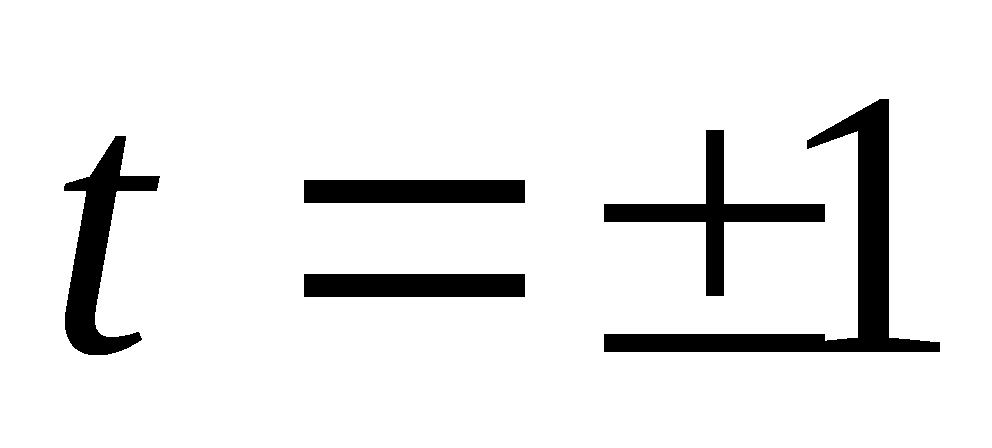 t = ±1